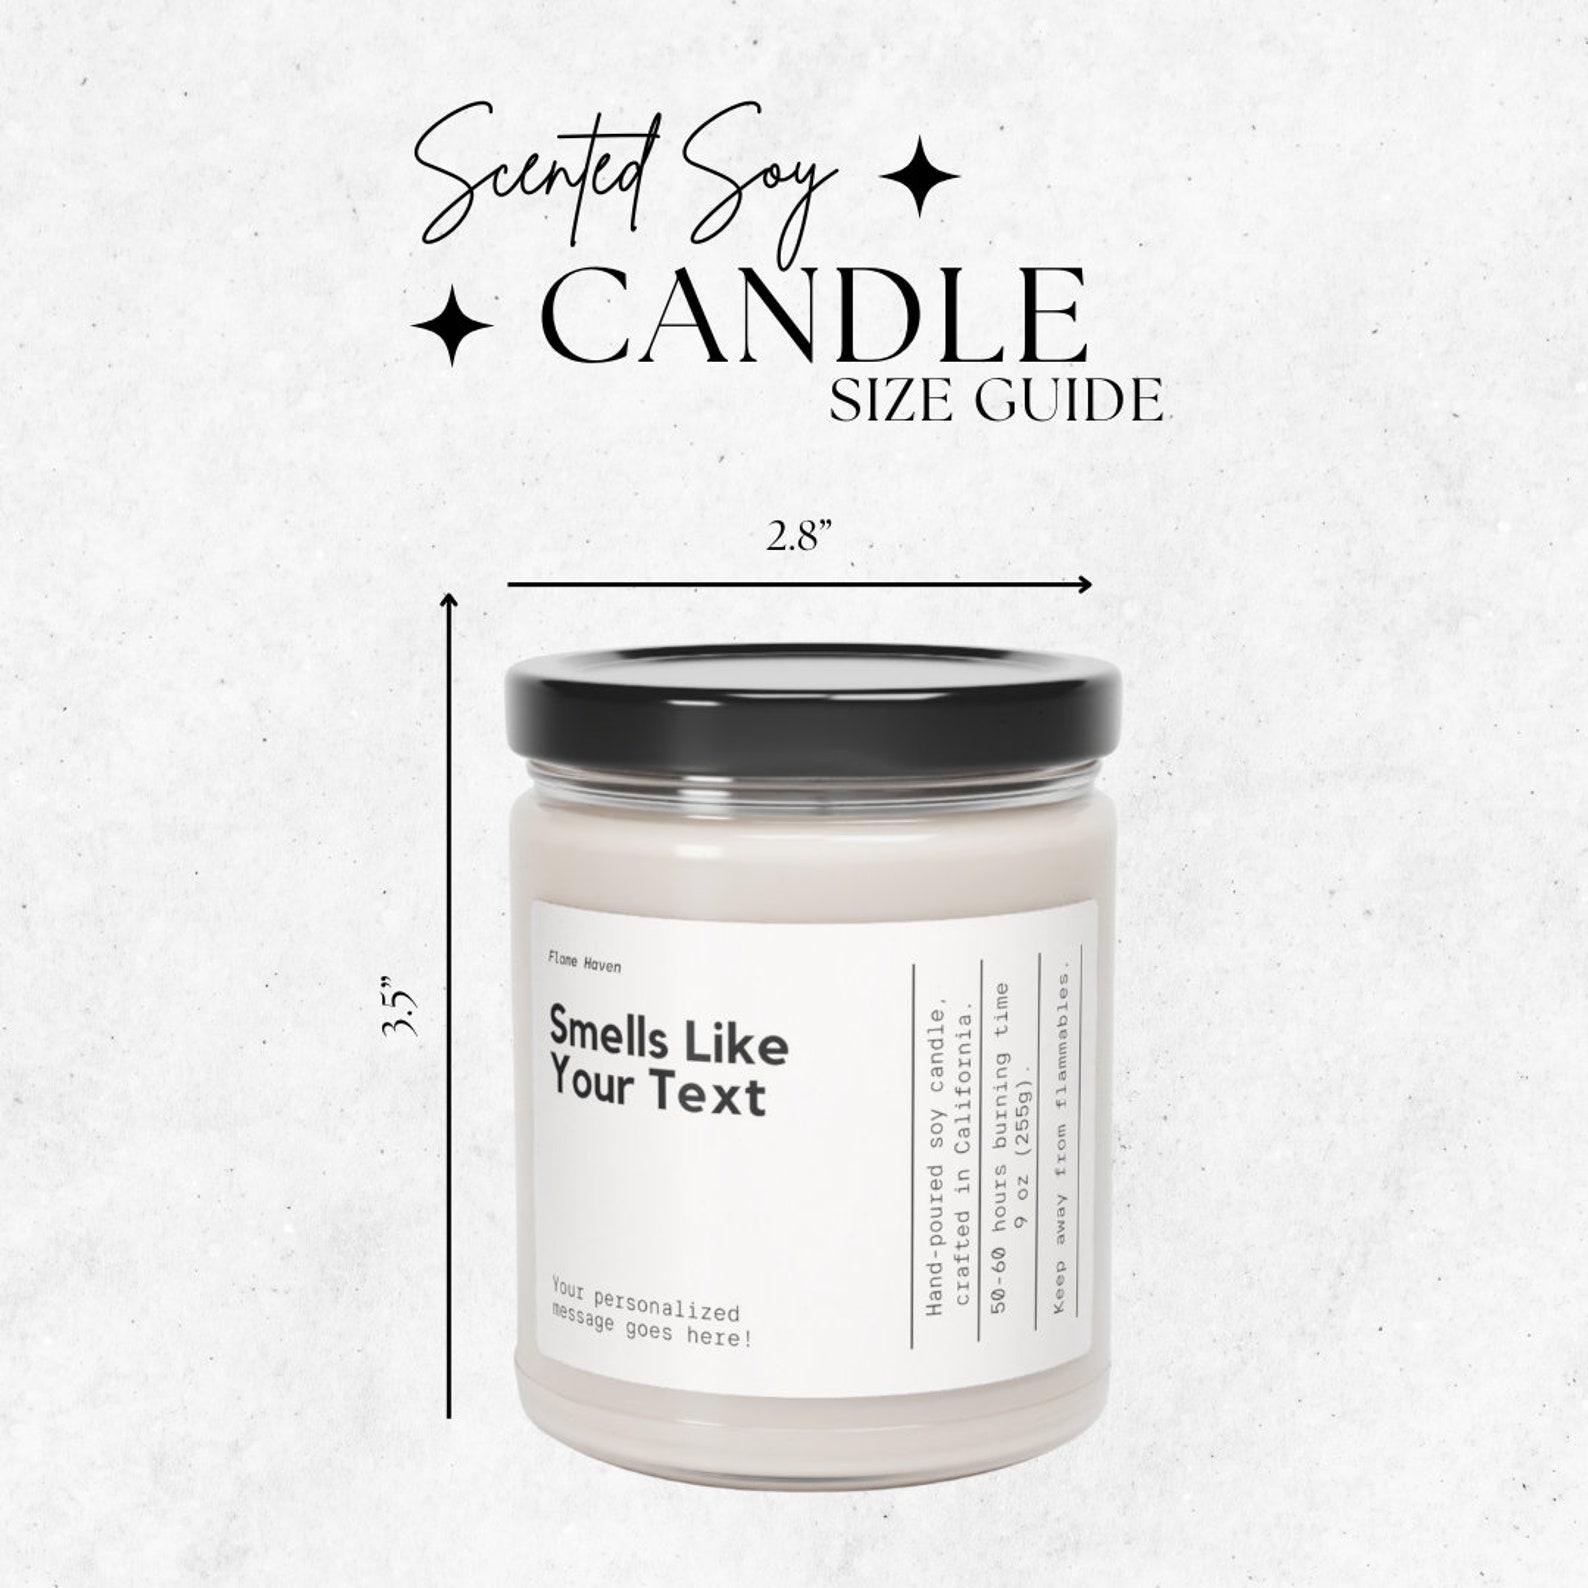 Scented Soy
CANDLE
SIZE GUIDE
2.8”
3.5”
Flame Haven
Smells Like
Your Text
Your personalized
message goes here!
Hand-poured soy candle,
crafted in California.
50-60 hours burning time
9 oz (255g).
Keep away from flammables.